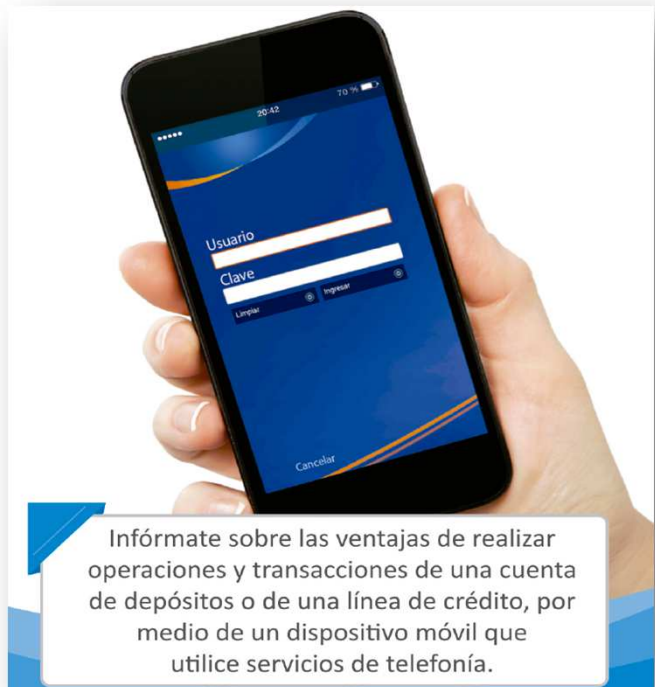 20:42
70 %
Usuario
Clave
Limpiar
Ingresar
Cancelar
Infórmate sobre las ventajas de realizar
operaciones y transacciones de una cuenta
de depósitos o de una línea de crédito, por
medio de un dispositivo móvil que
utilice servicios de telefonía.